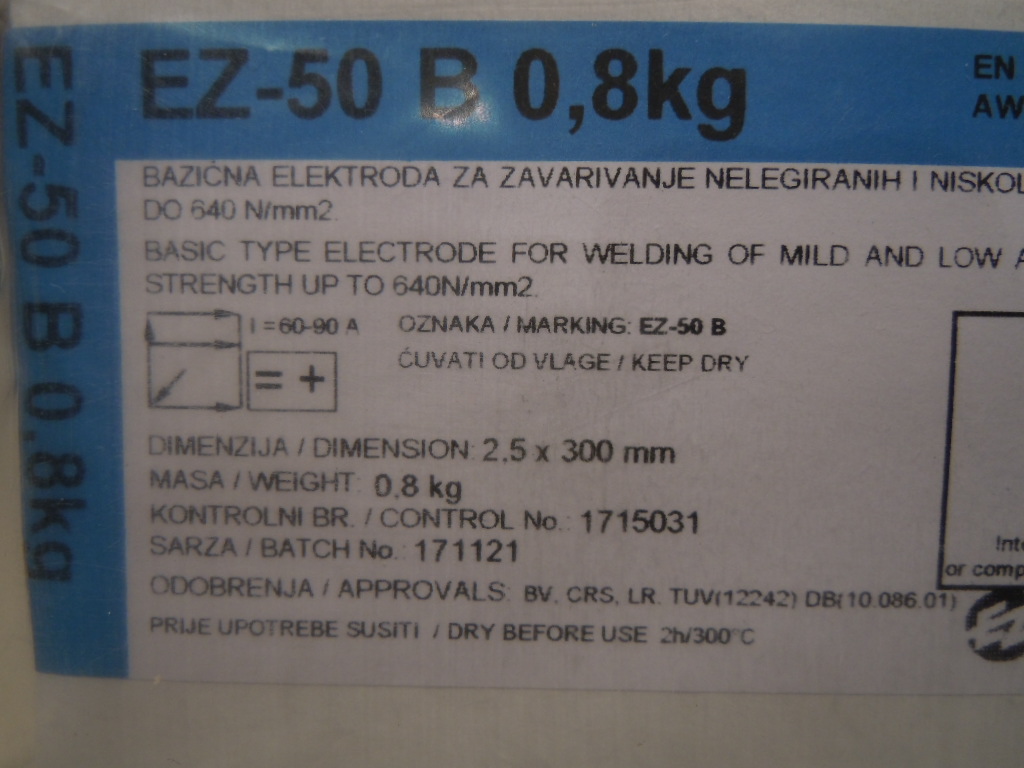 EZ-50 B 0,8kg
EZ-50 B 0,8kg
EN
AW
BAZIČNA ELEKTRODA ZA ZAVARIVANJE NELEGIRANIH I NISKOL
DO 640 N/mm2.
BASIC TYPE ELECTRODE FOR WELDING OF MILD AND LOW A
STRENGTH UP TO 640N/mm2.
I =60-90 A
OZNAKA / MARKING: EZ-50 B
ČUVATI OD VLAGE / KEEP DRY
= +
DIMENZIJA / DIMENSION: 2,5 x 300 mm
MASA / WEIGHT: 0,8 kg
KONTROLNI BR. / CONTROL No.: 1715031
SARZA / BATCH No.: 171121
ODOBRENJA / APPROVALS: BV, CRS, LR, TUV(12242) DB(10.086.01)
PRIJE UPOTREBE SUSITI / DRY BEFORE USE 2h/300°C
Inte
or comp